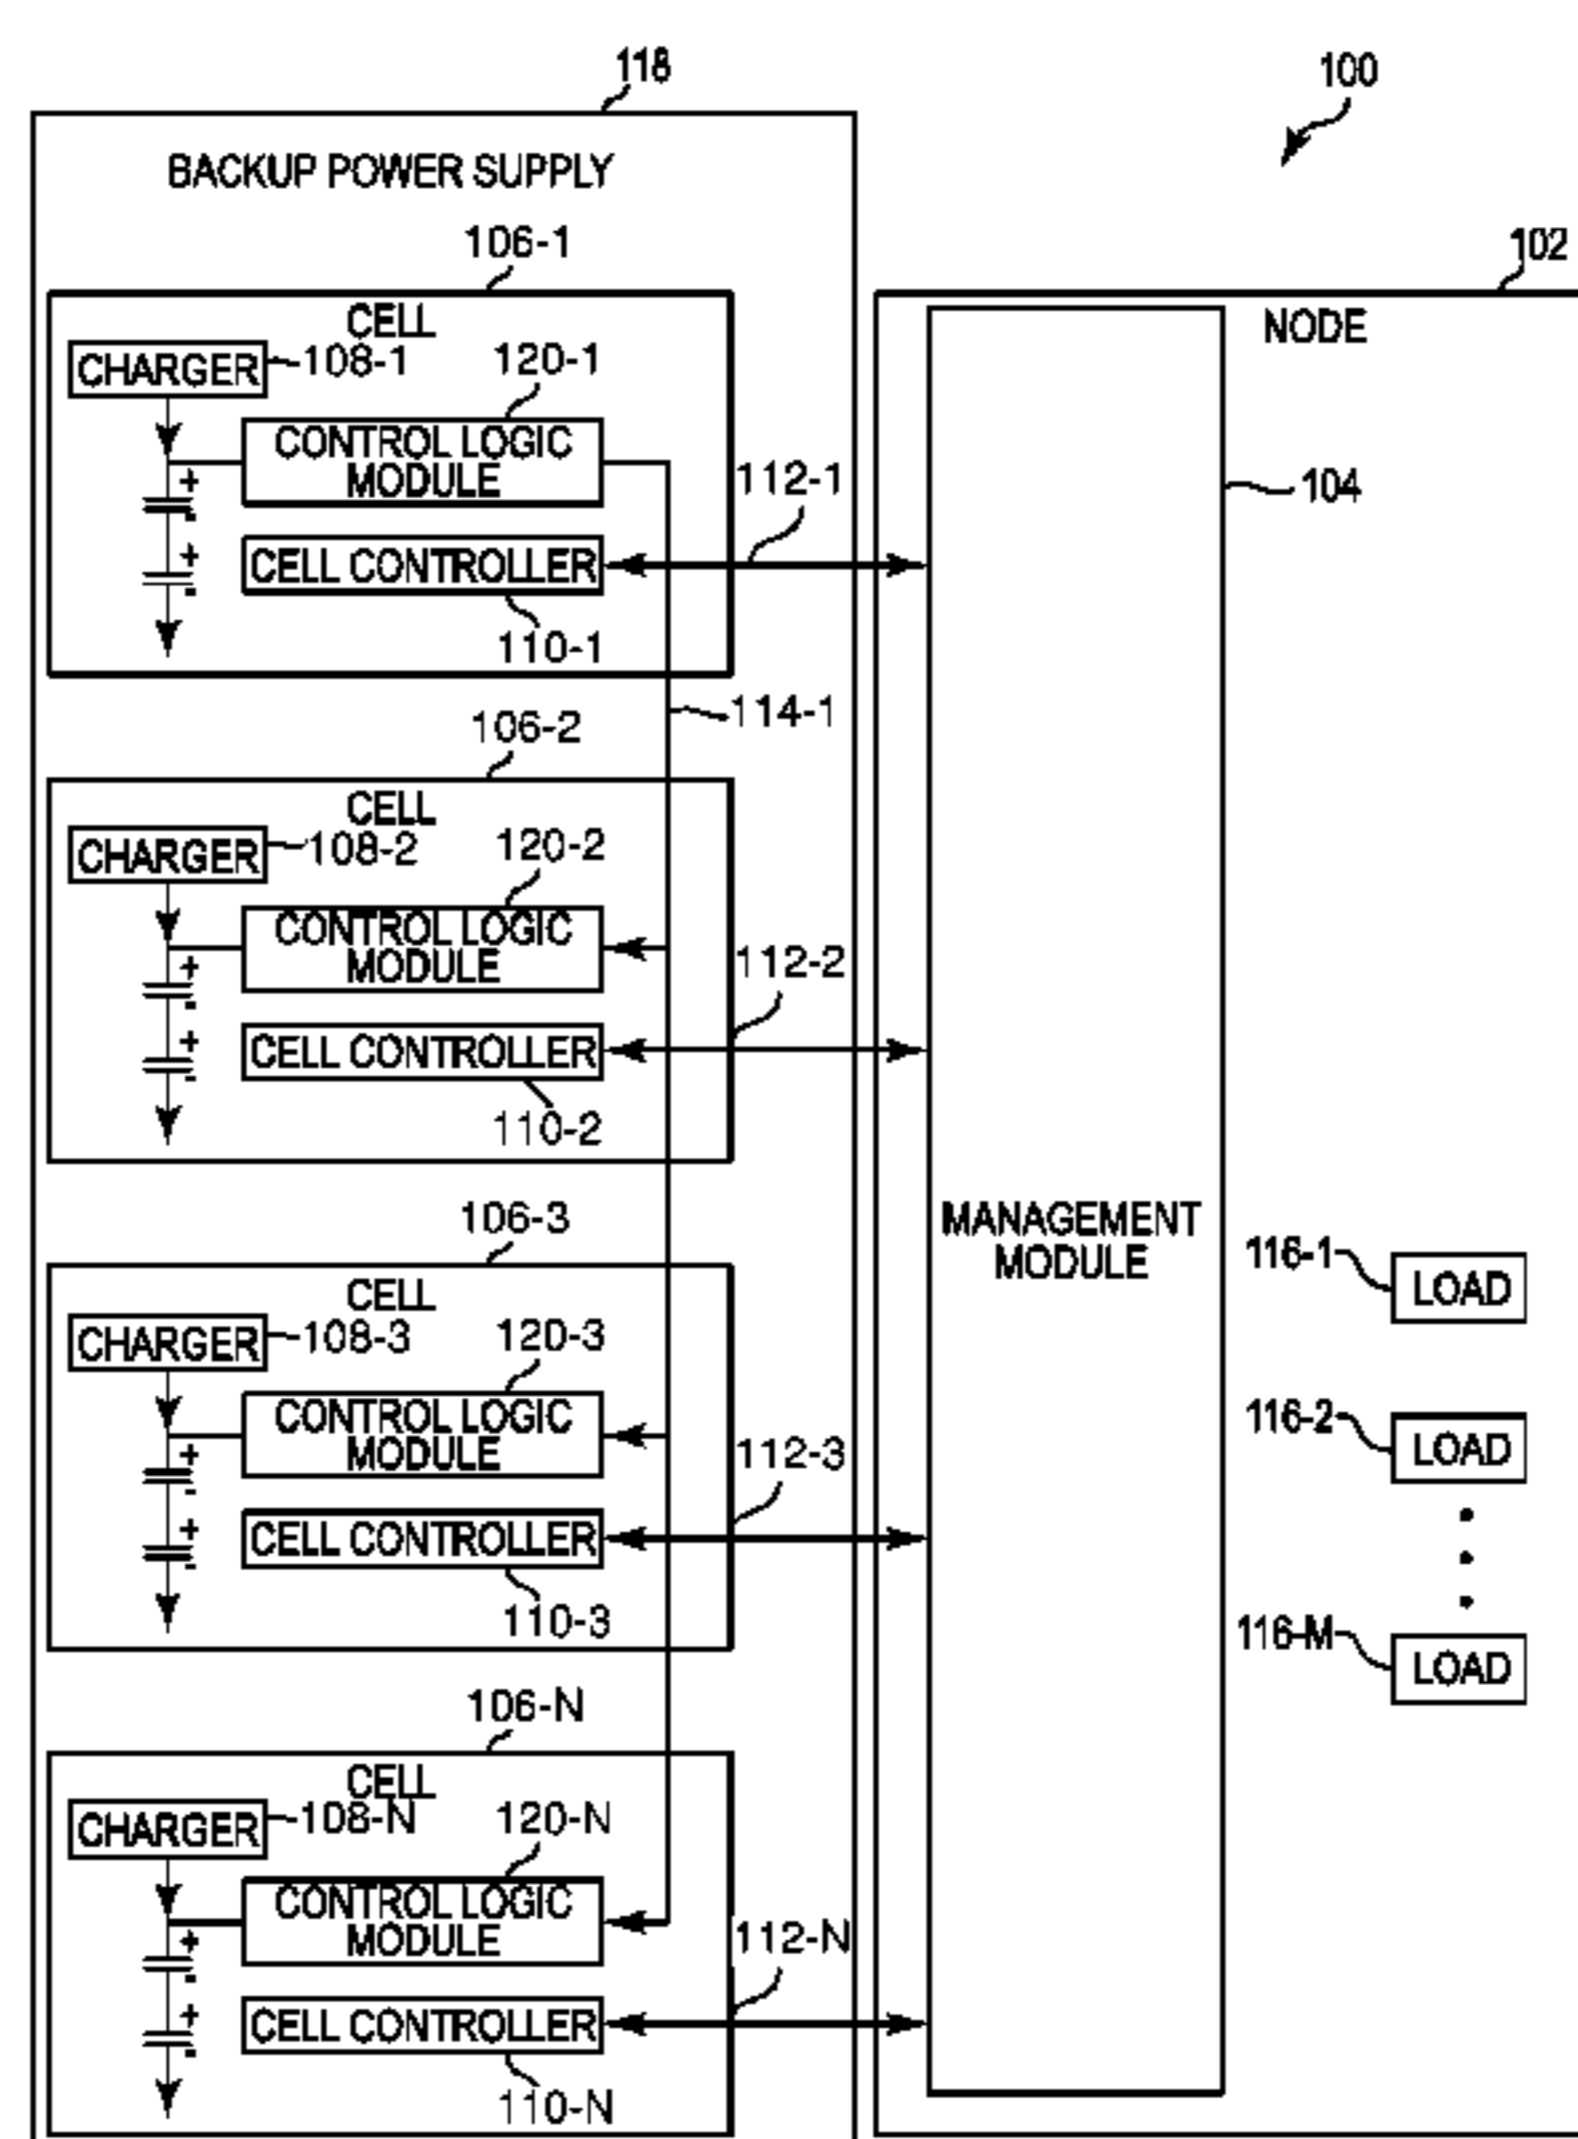 118
100
BACKUP POWER SUPPLY
106-1
102
CELL
NODE
CHARGER
108-1
120-1
CONTROL LOGIC
MODULE
+
-
112-1
104
+
-
CELL CONTROLLER
110-1
114-1
106-2
CELL
CHARGER
108-2
120-2
CONTROL LOGIC
MODULE
+
-
112-2
+
-
CELL CONTROLLER
110-2
106-3
MANAGEMENT
MODULE
116-1
LOAD
CELL
CHARGER
108-3
120-3
CONTROL LOGIC
MODULE
+
-
112-3
116-2
LOAD
+
-
CELL CONTROLLER
110-3
116-M
LOAD
106-N
CELL
CHARGER
108-N
120-N
CONTROL LOGIC
MODULE
+
-
112-N
+
-
CELL CONTROLLER
110-N